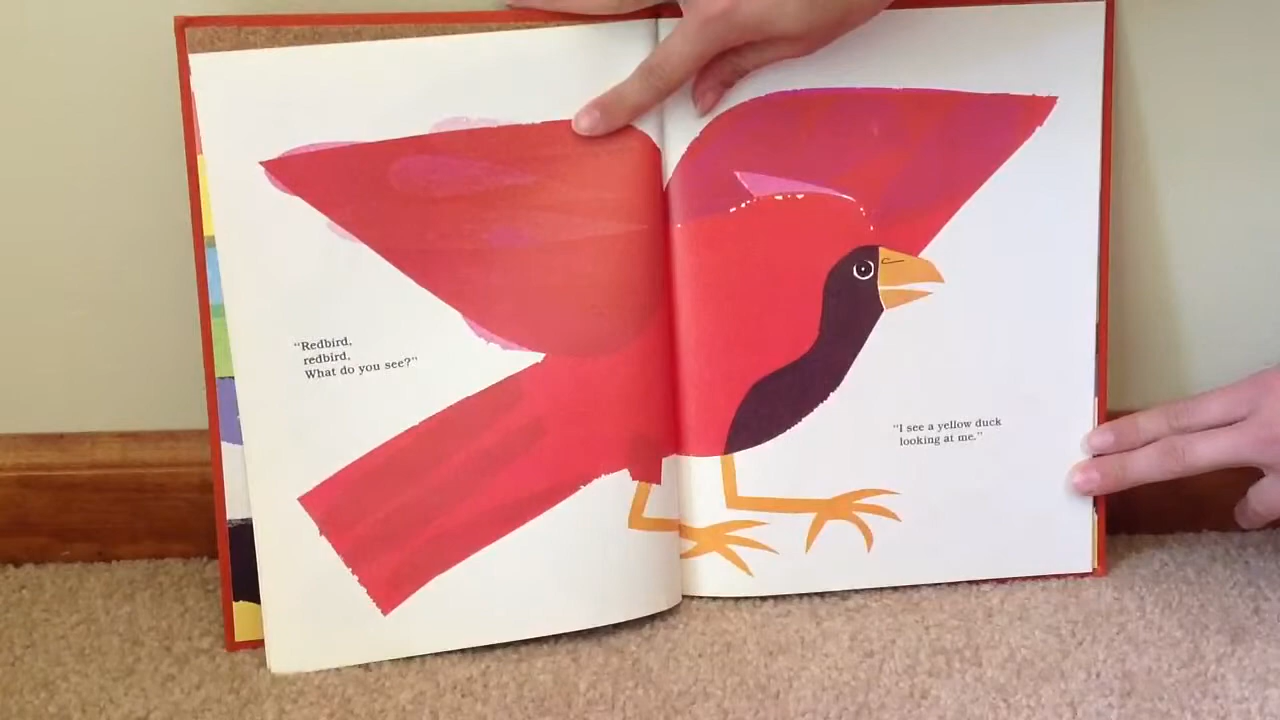 "Redbird,
redbird,
What do you see?"
"I see a yellow duck
looking at me."